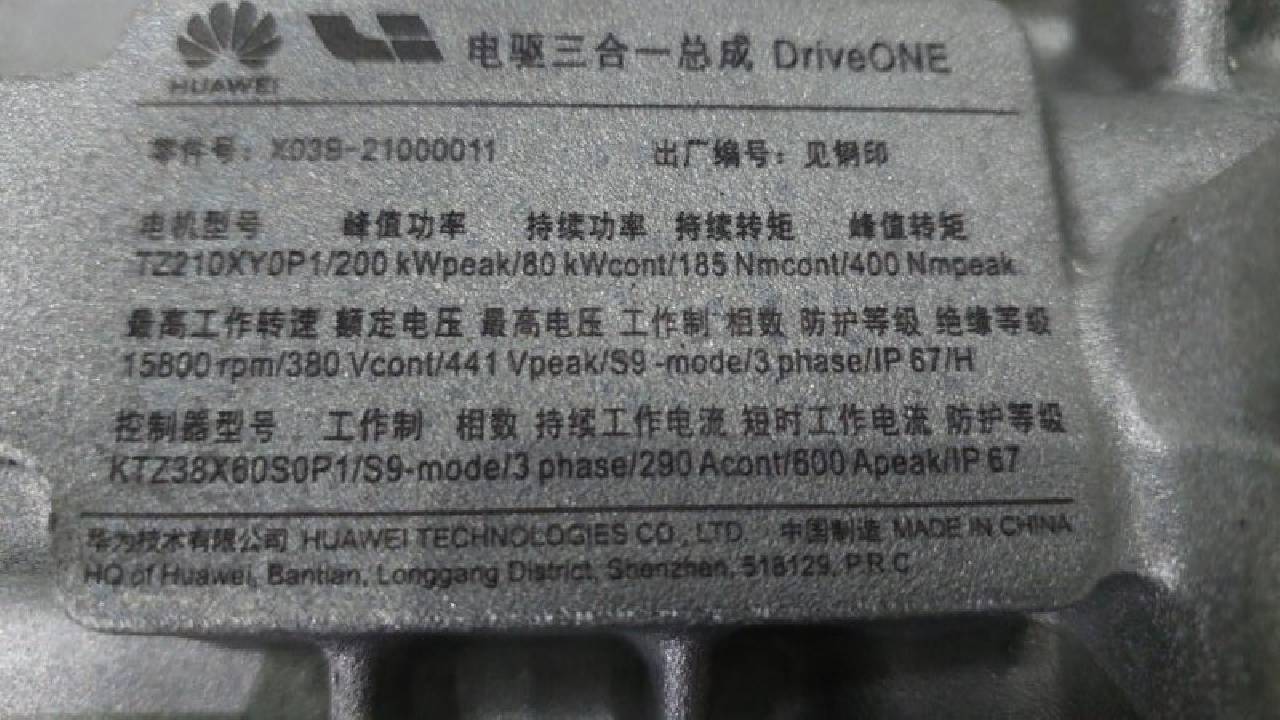 HUAWEI 电驱三合一总成 DriveONE
零件号：X03B-21000011 出厂编号：见钢印
电机型号 峰值功率 持续功率 持续转矩 峰值转矩
TZ210XY0P1/200 kWpeak/80 kWcont/185 Nmcont/400 Nmpeak
最高工作转速 额定电压 最高电压 工作制 相数 防护等级 绝缘等级
15800 rpm/380 Vcont/441 Vpeak/S9 -mode/3 phase/IP 67/H
控制器型号 工作制 相数 持续工作电流 短时工作电流 防护等级
KTZ38X60S0P1/S9-mode/3 phase/290 Acont/600 Apeak/IP 67
华为技术有限公司 HUAWEI TECHNOLOGIES CO., LTD. 中国制造 MADE IN CHINA
HQ of Huawei, Bantian, Longgang District, Shenzhen, 518129, P.R.C